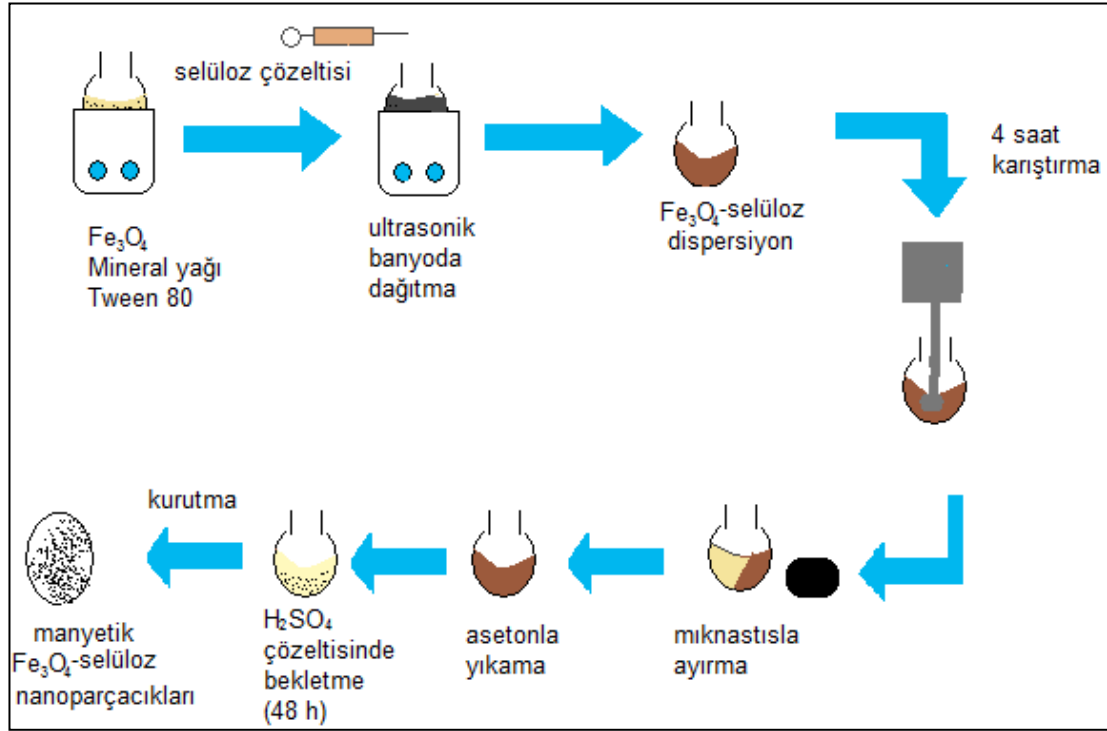 selüloz çözeltisi
Fe₃O₄
Mineral yağı
Tween 80
ultrasonik
banyoda
dağıtma
Fe₃O₄-selüloz
dispersiyon
4 saat
karıştırma
mıknastısla
ayırma
asetonla
yıkama
H₂SO₄
çözeltisinde
bekletme
(48 h)
kurutma
manyetik
Fe₃O₄-selüloz
nanoparçacıkları